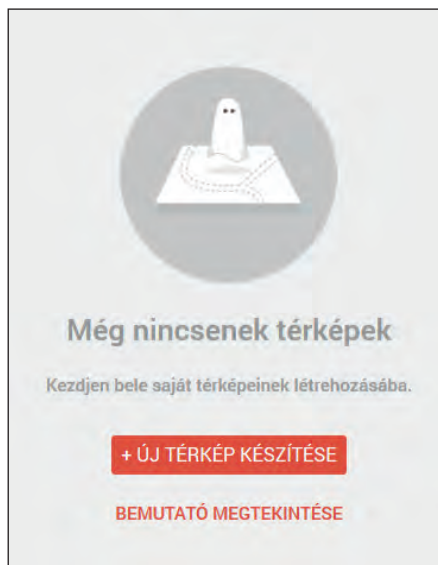 Még nincsenek térképek
Kezdjen bele saját térképeinek létrehozásába.
+ ÚJ TÉRKÉP KÉSZÍTÉSE
BEMUTATÓ MEGTEKINTÉSE